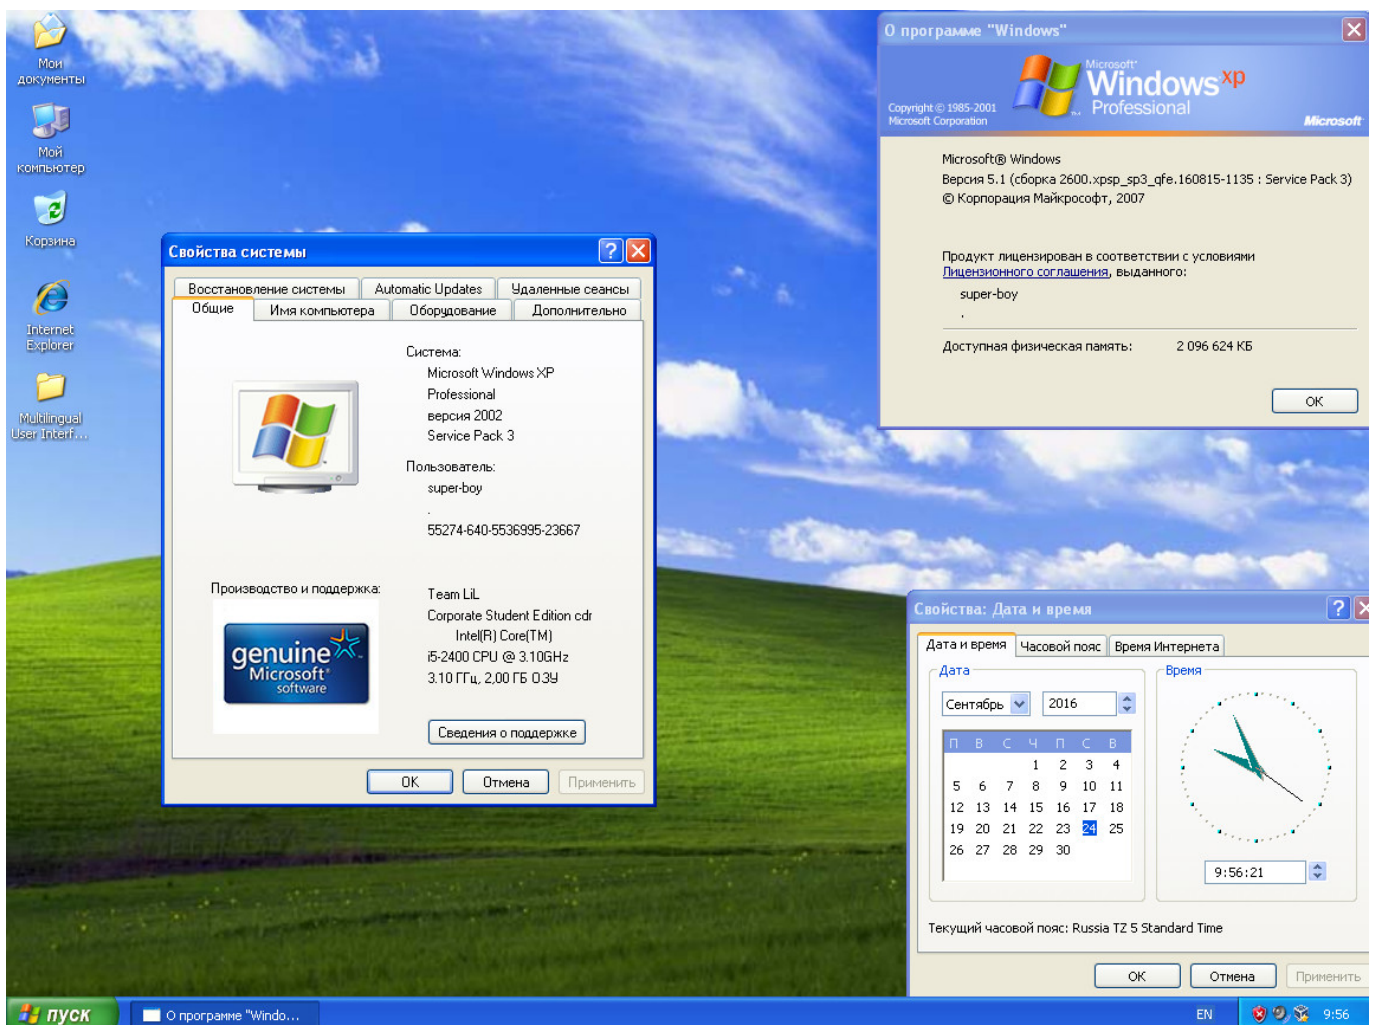 Мои
документы
Мой
компьютер
Корзина
Internet
Explorer
Multilingual
User Interf...
Свойства системы
Восстановление системы
Automatic Updates
Удаленные сеансы
Общие
Имя компьютера
Оборудование
Дополнительно
Система:
Microsoft Windows XP
Professional
версия 2002
Service Pack 3
Пользователь:
super-boy
.
55274-640-5536995-23667
Производство и поддержка:
genuine
Microsoft®
software
Team LiL
Corporate Student Edition cdr
Intel(R) Core(TM)
i5-2400 CPU @ 3.10GHz
3.10 ГГц, 2,00 ГБ ОЗУ
Сведения о поддержке
OK
Отмена
Применить
О программе "Windows"
Copyright © 1985-2001
Microsoft Corporation
Microsoft®
Windows xp
Professional
Microsoft
Microsoft® Windows
Версия 5.1 (сборка 2600.xpsp_sp3_qfe.160815-1135 : Service Pack 3)
© Корпорация Майкрософт, 2007
Продукт лицензирован в соответствии с условиями
Лицензионного соглашения, выданного:
super-boy
.
Доступная физическая память: 2 096 624 КБ
OK
Свойства: Дата и время
Дата и время
Часовой пояс
Время Интернета
Дата
Сентябрь
2016
П В С Ч П С В
1 2 3 4
5 6 7 8 9 10 11
12 13 14 15 16 17 18
19 20 21 22 23 24 25
26 27 28 29 30
Время
9:56:21
Текущий часовой пояс: Russia TZ 5 Standard Time
OK
Отмена
Применить
пуск
О программе "Windo...
EN
9:56